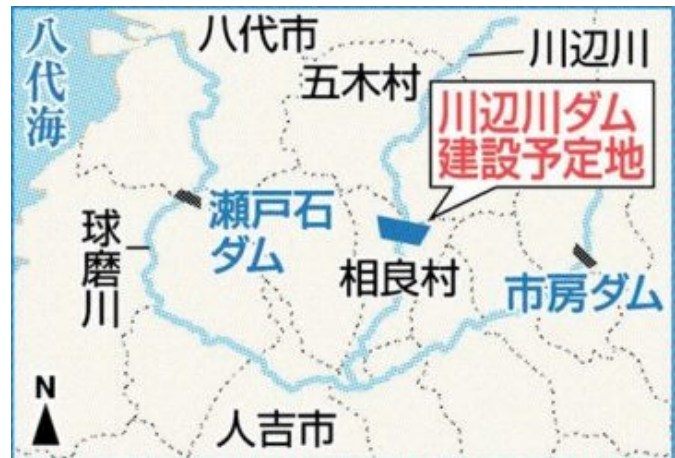 八代海
八代市
五木村
川辺川
川辺川ダム
建設予定地
瀬戸石
ダム
球磨川
相良村
市房ダム
人吉市
N